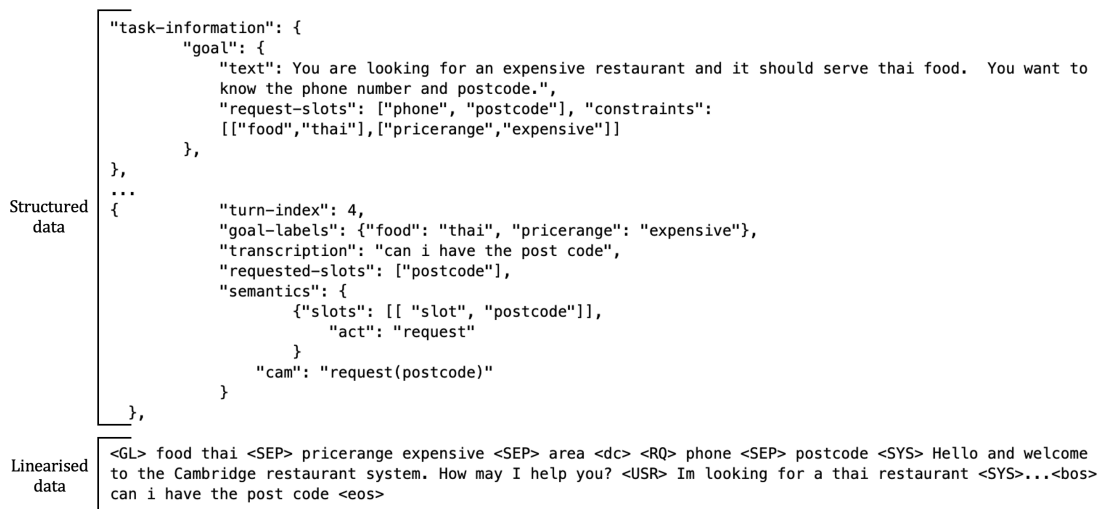 "task-information": {
"goal": {
"text": You are looking for an expensive restaurant and it should serve thai food.  You want to
know the phone number and postcode.",
"request-slots": ["phone", "postcode"], "constraints":
[["food","thai"],["pricerange","expensive"]]
},
},
...
Structured
data
{ "turn-index": 4,
"goal-labels": {"food": "thai", "pricerange": "expensive"},
"transcription": "can i have the post code",
"requested-slots": ["postcode"],
"semantics": {
{"slots": [[ "slot", "postcode"]],
"act": "request"
}
"cam": "request(postcode)"
}
},
Linearised
data
<GL> food thai <SEP> pricerange expensive <SEP> area <dc> <RQ> phone <SEP> postcode <SYS> Hello and welcome
to the Cambridge restaurant system. How may I help you? <USR> Im looking for a thai restaurant <SYS>...<bos>
can i have the post code <eos>